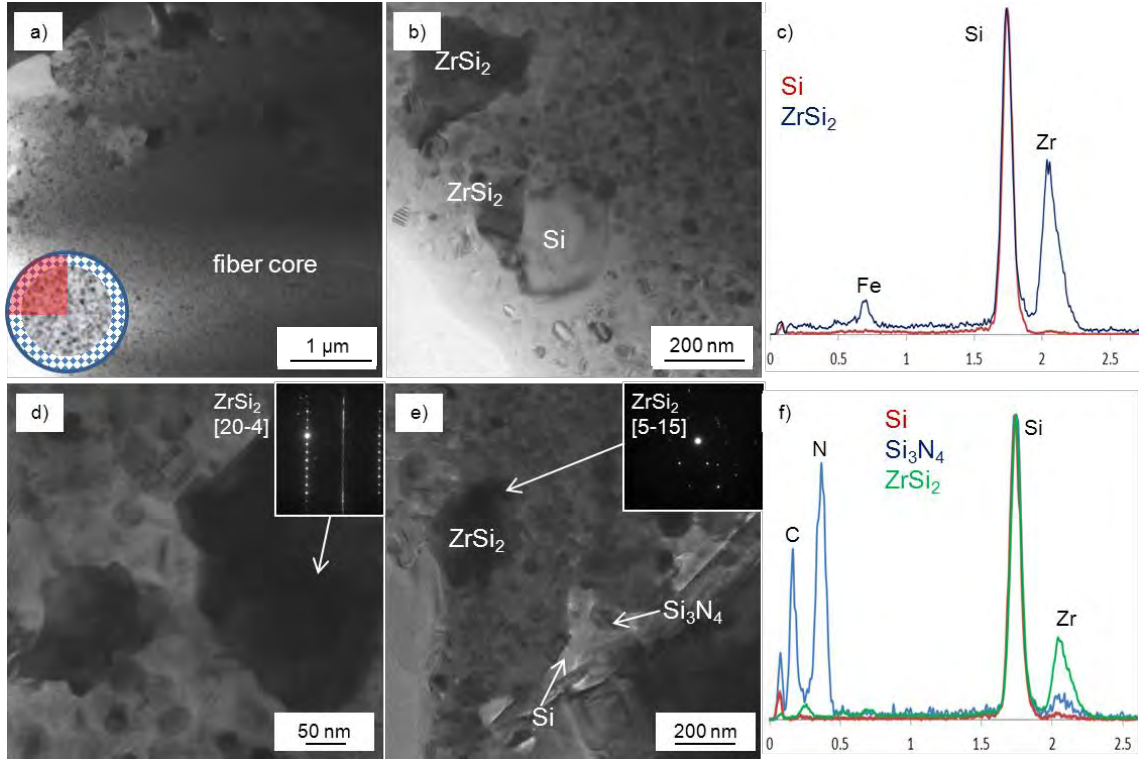 a)
fiber core
1 µm
b)
ZrSi₂
ZrSi₂
Si
200 nm
c)
Si
ZrSi₂
Si
Zr
Fe
0 0.5 1 1.5 2 2.5
d)
ZrSi₂
[20-4]
50 nm
e)
ZrSi₂
[5-15]
ZrSi₂
Si₃N₄
Si
200 nm
f)
Si
Si₃N₄
ZrSi₂
Si
N
C
Zr
0 0.5 1 1.5 2 2.5